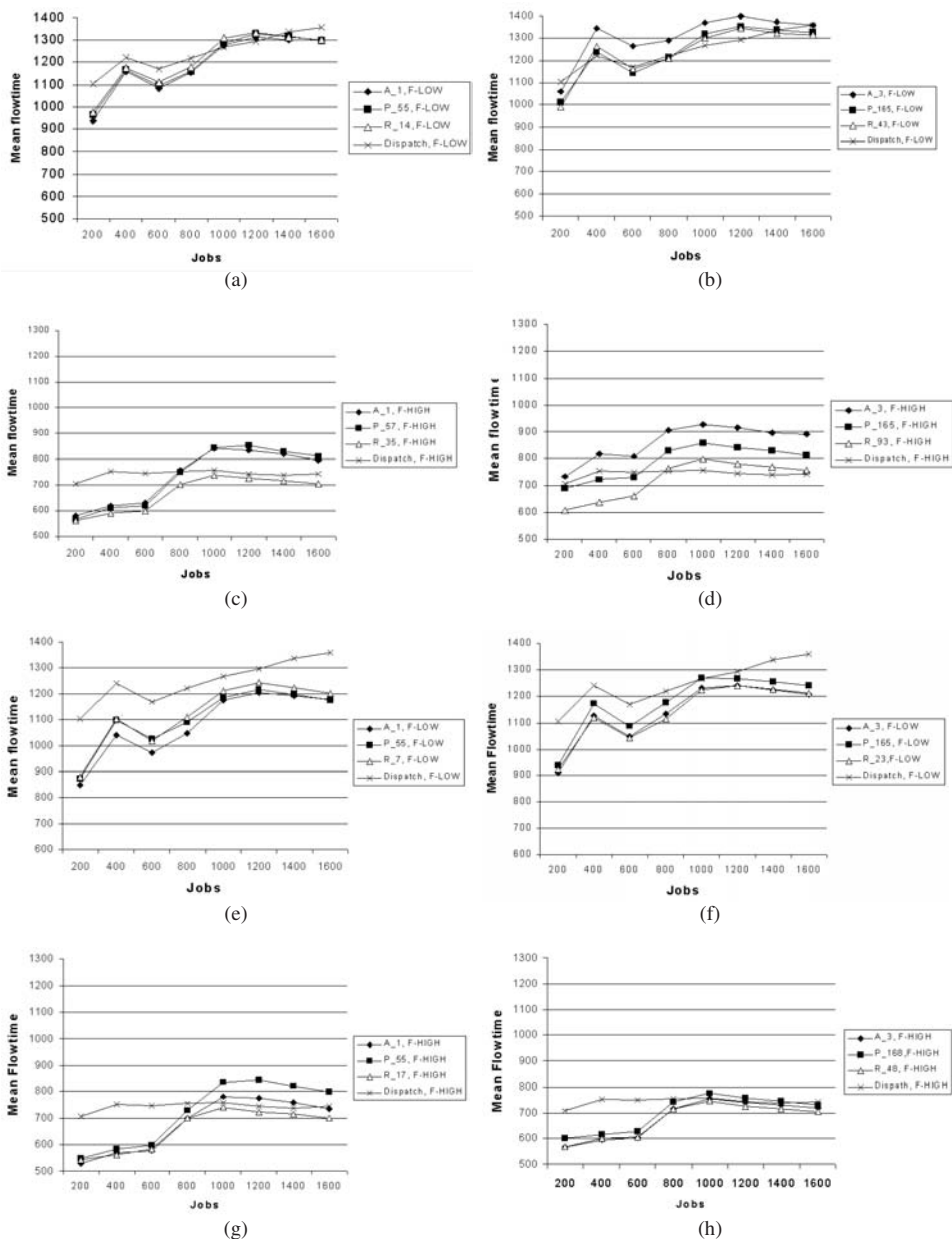 1400
1300
1200
1100
1000
900
800
700
600
500
Mean flowtime
200 400 600 800 1000 1200 1400 1600
Jobs
A_1, F-LOW
P_55, F-LOW
R_14, F-LOW
Dispatch, F-LOW
(a)
1400
1300
1200
1100
1000
900
800
700
600
500
Mean flowtime
200 400 600 800 1000 1200 1400 1600
Jobs
A_3, F-LOW
P_165, F-LOW
R_43, F-LOW
Dispatch, F-LOW
(b)
1300
1200
1100
1000
900
800
700
600
500
Mean flowtime
200 400 600 800 1000 1200 1400 1600
Jobs
A_1, F-HIGH
P_57, F-HIGH
R_35, F-HIGH
Dispatch, F-HIGH
(c)
1300
1200
1100
1000
900
800
700
600
500
Mean flowtime
200 400 600 800 1000 1200 1400 1600
Jobs
A_3, F-HIGH
P_165, F-HIGH
R_93, F-HIGH
Dispatch, F-HIGH
(d)
1400
1300
1200
1100
1000
900
800
700
600
Mean flowtime
200 400 600 800 1000 1200 1400 1600
Jobs
A_1, F-LOW
P_55, F-LOW
R_7, F-LOW
Dispatch, F-LOW
(e)
1400
1300
1200
1100
1000
900
800
700
600
Mean Flowtime
200 400 600 800 1000 1200 1400 1600
Jobs
A_3, F-LOW
P_165, F-LOW
R_23,F-LOW
Dispatch, F-LOW
(f)
1300
1200
1100
1000
900
800
700
600
500
Mean Flowtime
200 400 600 800 1000 1200 1400 1600
Jobs
A_1, F-HIGH
P_55, F-HIGH
R_17, F-HIGH
Dispatch, F-HIGH
(g)
1300
1200
1100
1000
900
800
700
600
500
Mean Flowtime
200 400 600 800 1000 1200 1400 1600
Jobs
A_3, F-HIGH
P_168,F-HIGH
R_48, F-HIGH
Dispath, F-HIGH
(h)